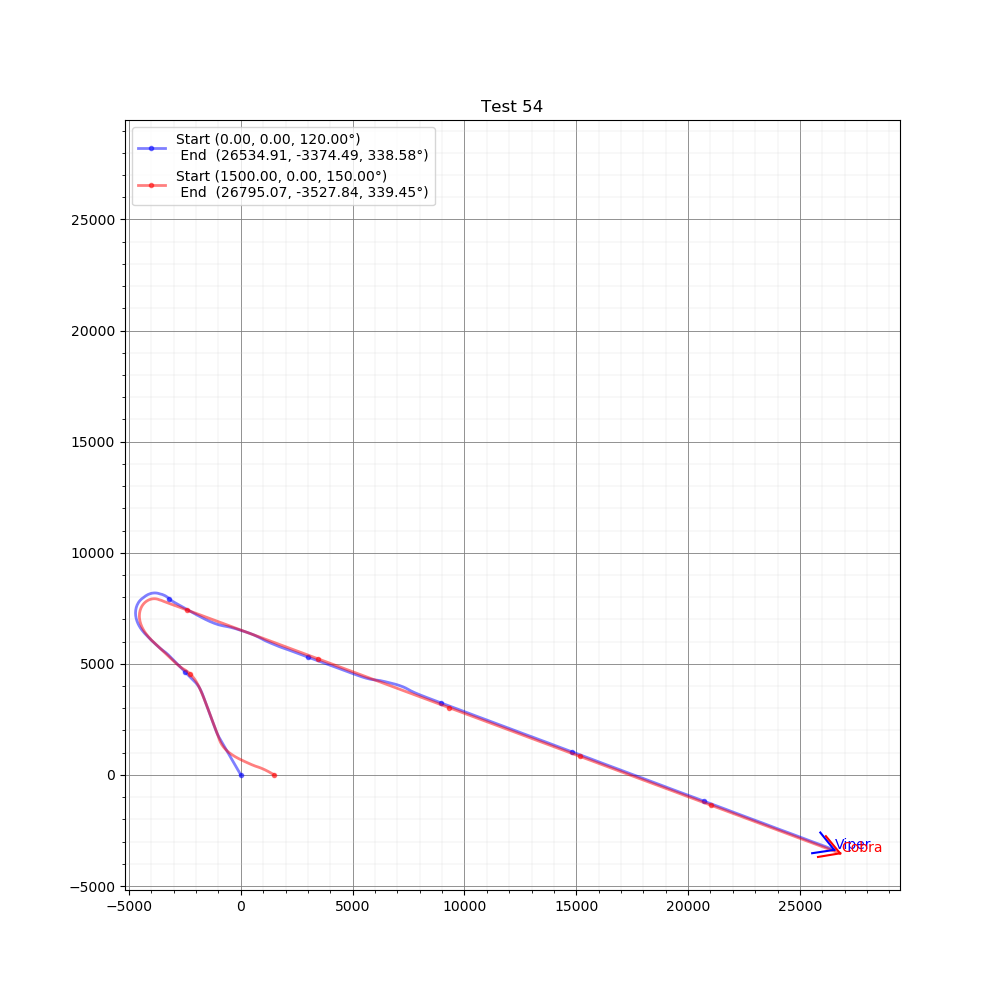 Test 54
Start (0.00, 0.00, 120.00°)
End (26534.91, -3374.49, 338.58°)
Start (1500.00, 0.00, 150.00°)
End (26795.07, -3527.84, 339.45°)
25000
20000
15000
10000
5000
0
−5000
Viper
Cobra
−5000 0 5000 10000 15000 20000 25000